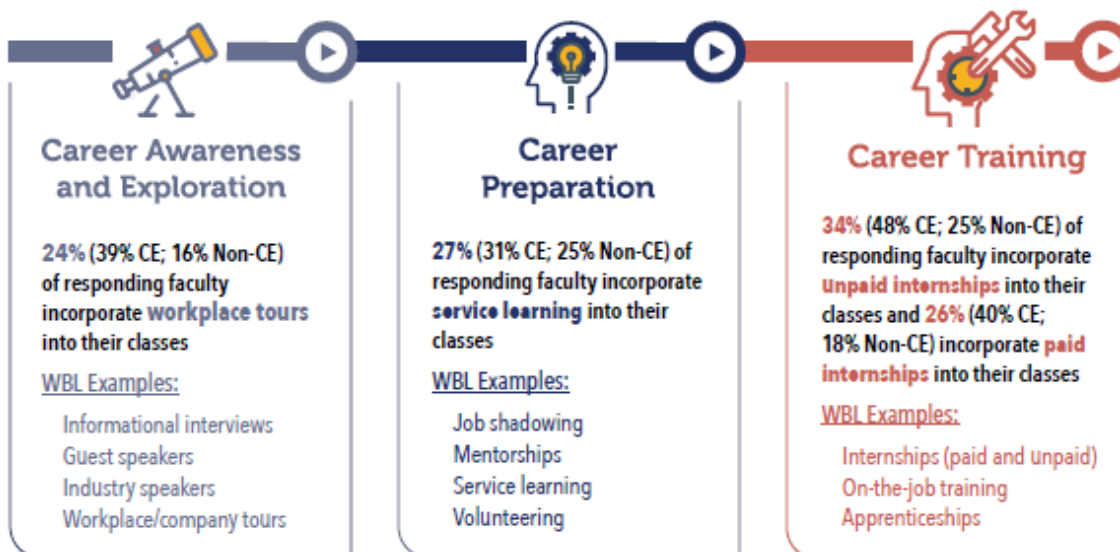 Career Awareness
and Exploration
24% (39% CE; 16% Non-CE)
of responding faculty
incorporate workplace tours
into their classes
WBL Examples:
Informational interviews
Guest speakers
Industry speakers
Workplace/company tours
Career
Preparation
27% (31% CE; 25% Non-CE) of
responding faculty incorporate
service learning into their
classes
WBL Examples:
Job shadowing
Mentorships
Service learning
Volunteering
Career Training
34% (48% CE; 25% Non-CE) of
responding faculty incorporate
unpaid internships into their
classes and 26% (40% CE;
18% Non-CE) incorporate paid
internships into their classes
WBL Examples:
Internships (paid and unpaid)
On-the-job training
Apprenticeships